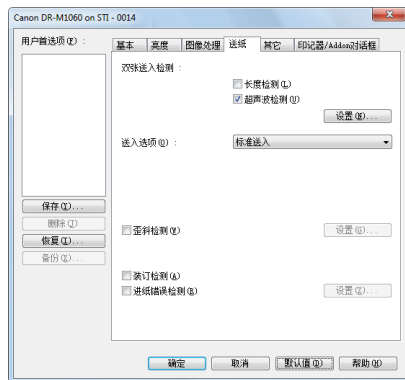 Canon DR-M1060 on STI - 0014
用户首选项(P):
基本 亮度 图像处理 送纸 其它 印记器/Addon对话框
双张送入检测:
长度检测(L)
超声波检测(U)
设置(N)...
送入选项(O): 标准送入
保存(X)...
删除(T)
恢复(I)...
备份(K)...
歪斜检测(Y) 设置(G)...
装订检测(A)
进纸错误检测(B) 设置(Z)...
确定 取消 默认值(D) 帮助(H)